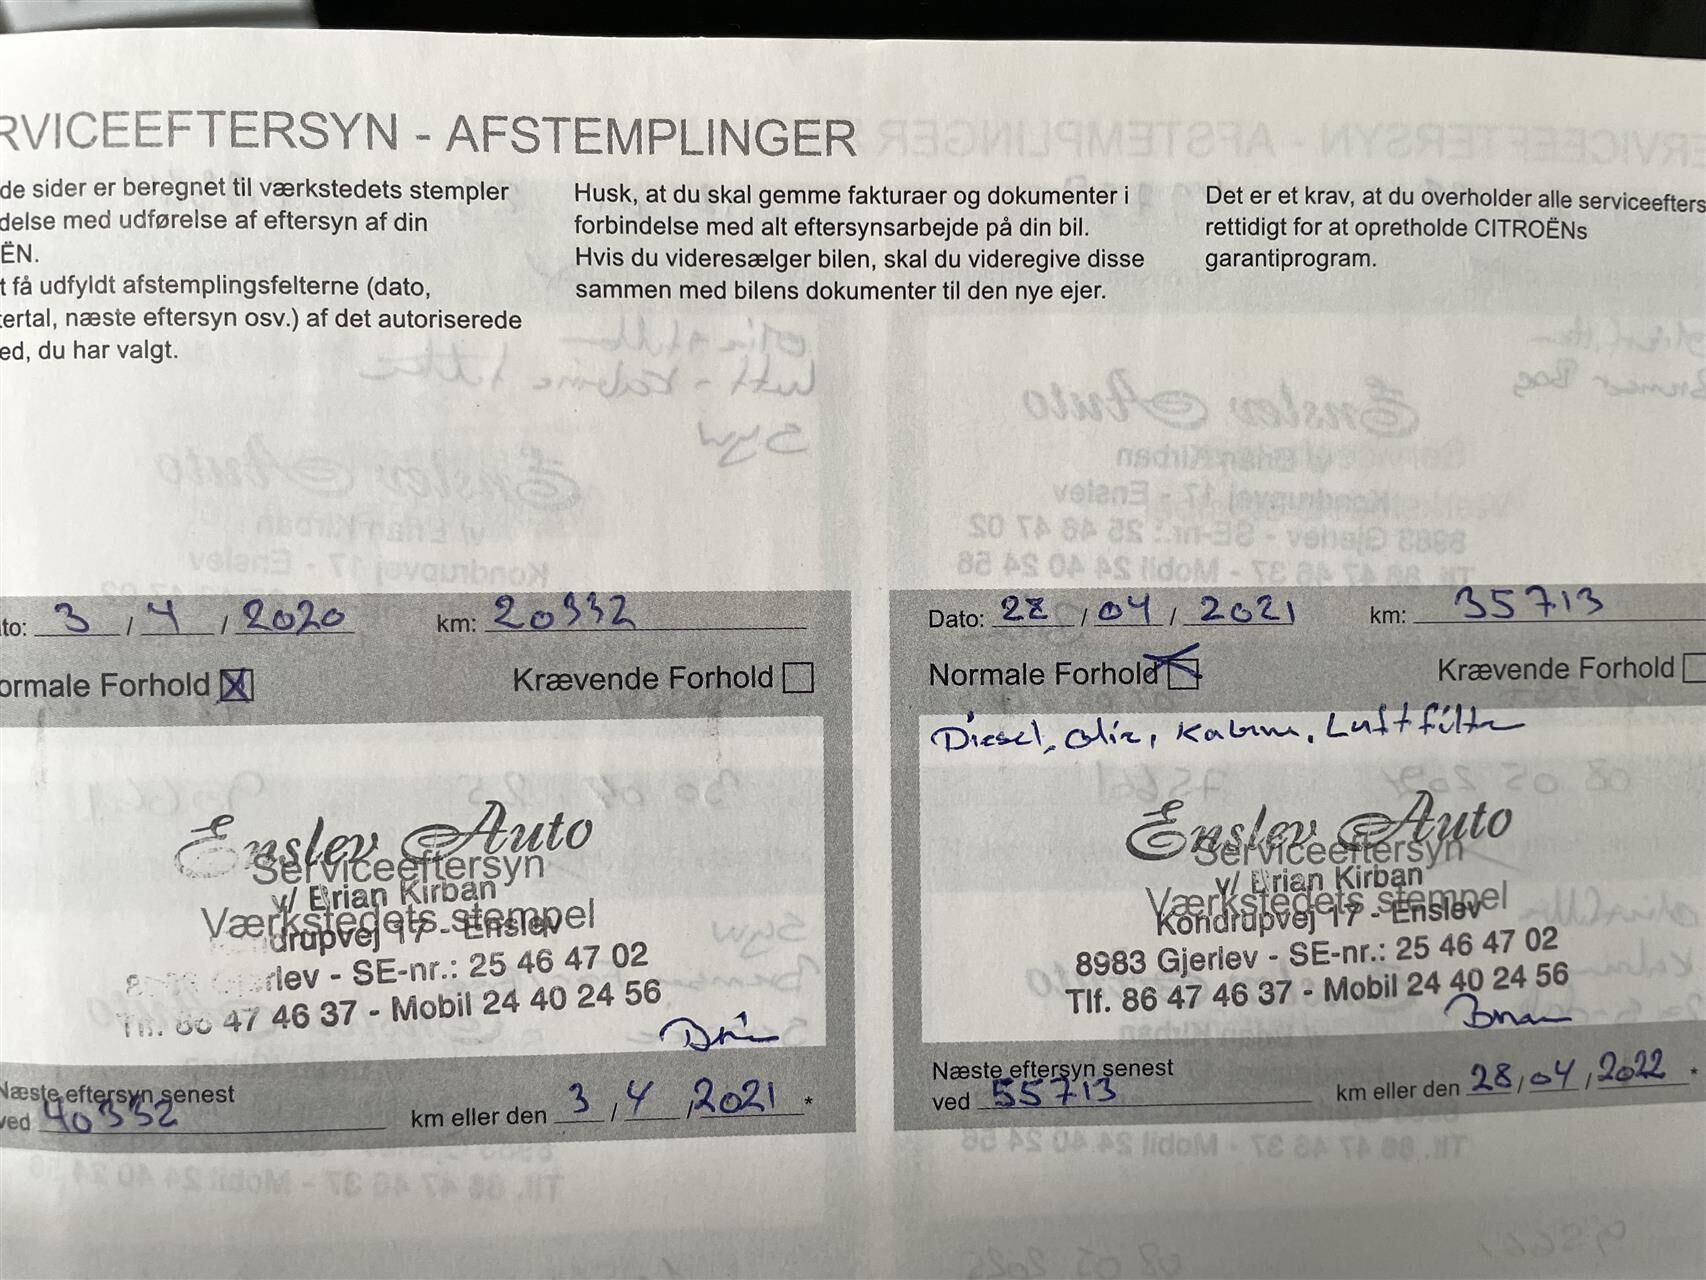 RVICEEFTERSYN - AFSTEMPLINGER
de sider er beregnet til værkstedets stempler
delse med udførelse af eftersyn af din
ËN.
t få udfyldt afstemplingsfelterne (dato,
tertal, næste eftersyn osv.) af det autoriserede
ed, du har valgt.
Husk, at du skal gemme fakturaer og dokumenter i
forbindelse med alt eftersynsarbejde på din bil.
Hvis du videresælger bilen, skal du videregive disse
sammen med bilens dokumenter til den nye ejer.
Det er et krav, at du overholder alle serviceefters
rettidigt for at opretholde CITROËNs
garantiprogram.
to: 3 / 4 / 2020 km: 20332
ormale Forhold X Krævende Forhold
Enslev Auto
Serviceeftersyn
v/ Brian Kirban
Værkstedets stempel
drupvej 17 - Enslev
rlev - SE-nr.: 25 46 47 02
Tlf. 86 47 46 37 - Mobil 24 40 24 56
Næste eftersyn senest
ved 40332 km eller den 3 / 4 / 2021 *
Dato: 28 / 04 / 2021 km: 35713
Normale Forhold Krævende Forhold
Diesel, olie, Kabine, Luftfilter
Enslev Auto
Serviceeftersyn
v/ Brian Kirban
Værkstedets stempel
Kondrupvej 17 - Enslev
8983 Gjerlev - SE-nr.: 25 46 47 02
Tlf. 86 47 46 37 - Mobil 24 40 24 56
Brian
Næste eftersyn senest
ved 55713 km eller den 28 / 04 / 2022 *